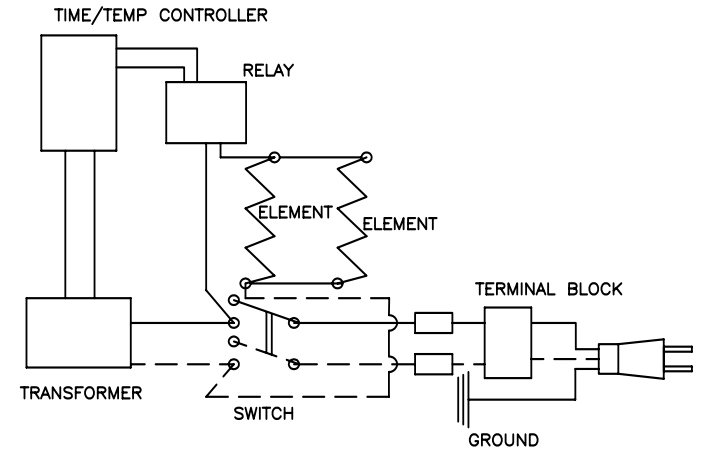 TIME/TEMP CONTROLLER
RELAY
ELEMENT
ELEMENT
TERMINAL BLOCK
TRANSFORMER
SWITCH
GROUND